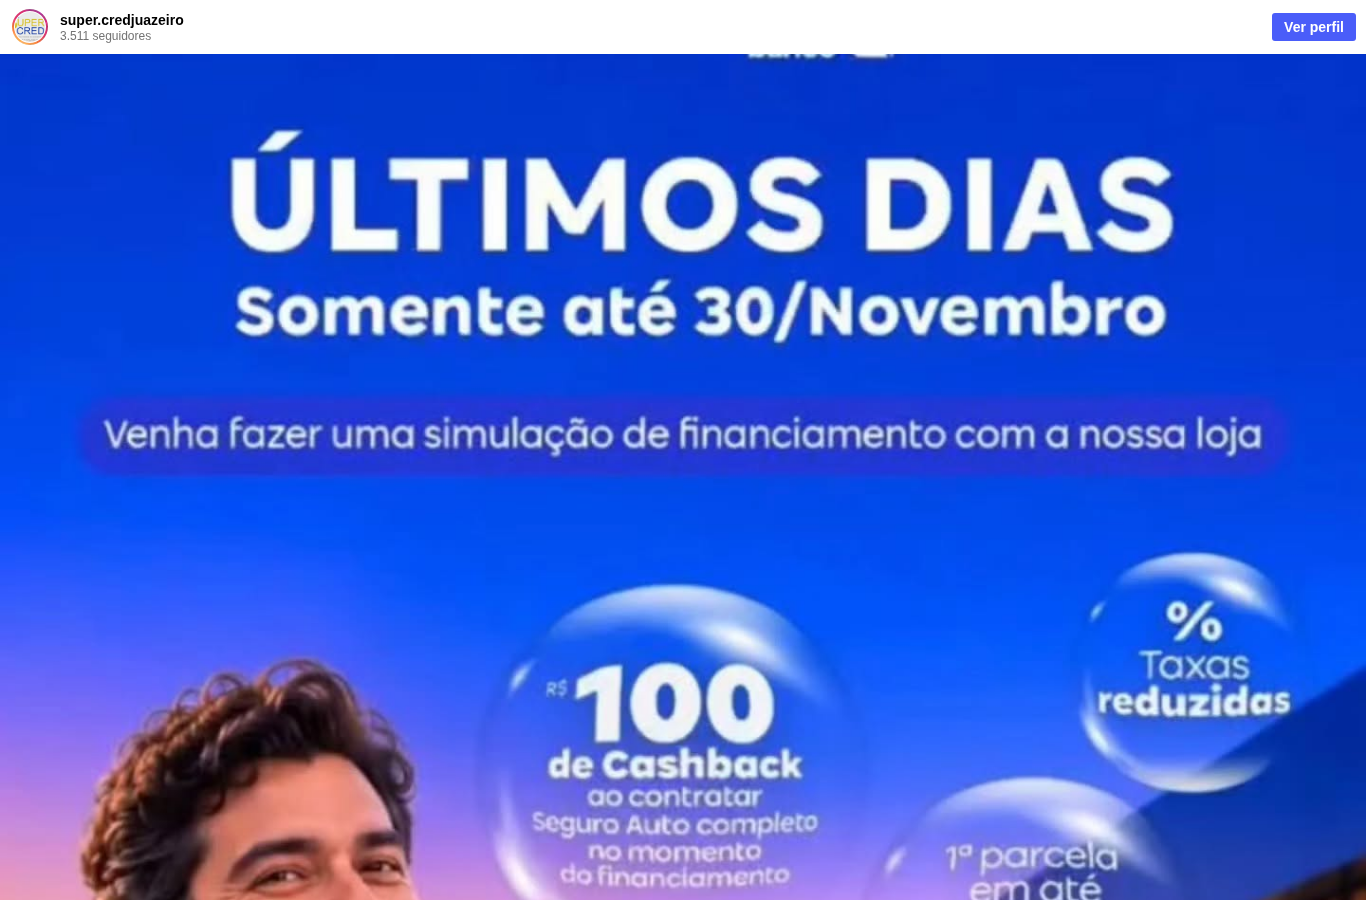 SUPER
CRED
super.credjuazeiro
3.511 seguidores
Ver perfil
ÚLTIMOS DIAS
Somente até 30/Novembro
Venha fazer uma simulação de financiamento com a nossa loja
%
Taxas
reduzidas
R$ 100
de Cashback
ao contratar
Seguro Auto completo
no momento
do financiamento
1ª parcela
em até